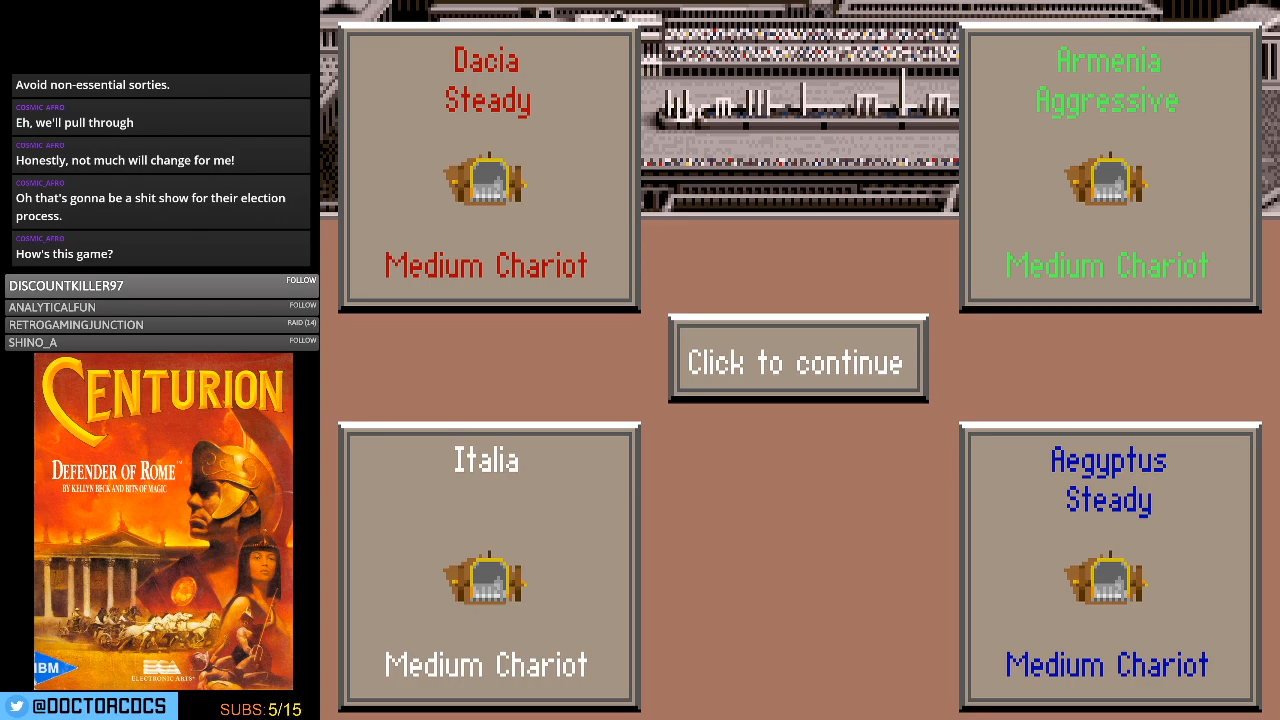 Avoid non-essential sorties.
COSMIC_AFRO
Eh, we'll pull through
COSMIC_AFRO
Honestly, not much will change for me!
COSMIC_AFRO
Oh that's gonna be a shit show for their election
process.
COSMIC_AFRO
How's this game?
DISCOUNTKILLER97 FOLLOW
ANALYTICALFUN FOLLOW
RETROGAMINGJUNCTION RAID (14)
SHINO_A FOLLOW
CENTURION
DEFENDER OF ROME™
BY KELLYN BECK AND BITS OF MAGIC
IBM
ELECTRONIC ARTS®
@DOCTORCOCS
SUBS: 5/15
Dacia
Steady
Medium Chariot
Armenia
Aggressive
Medium Chariot
Click to continue
Italia
Medium Chariot
Aegyptus
Steady
Medium Chariot